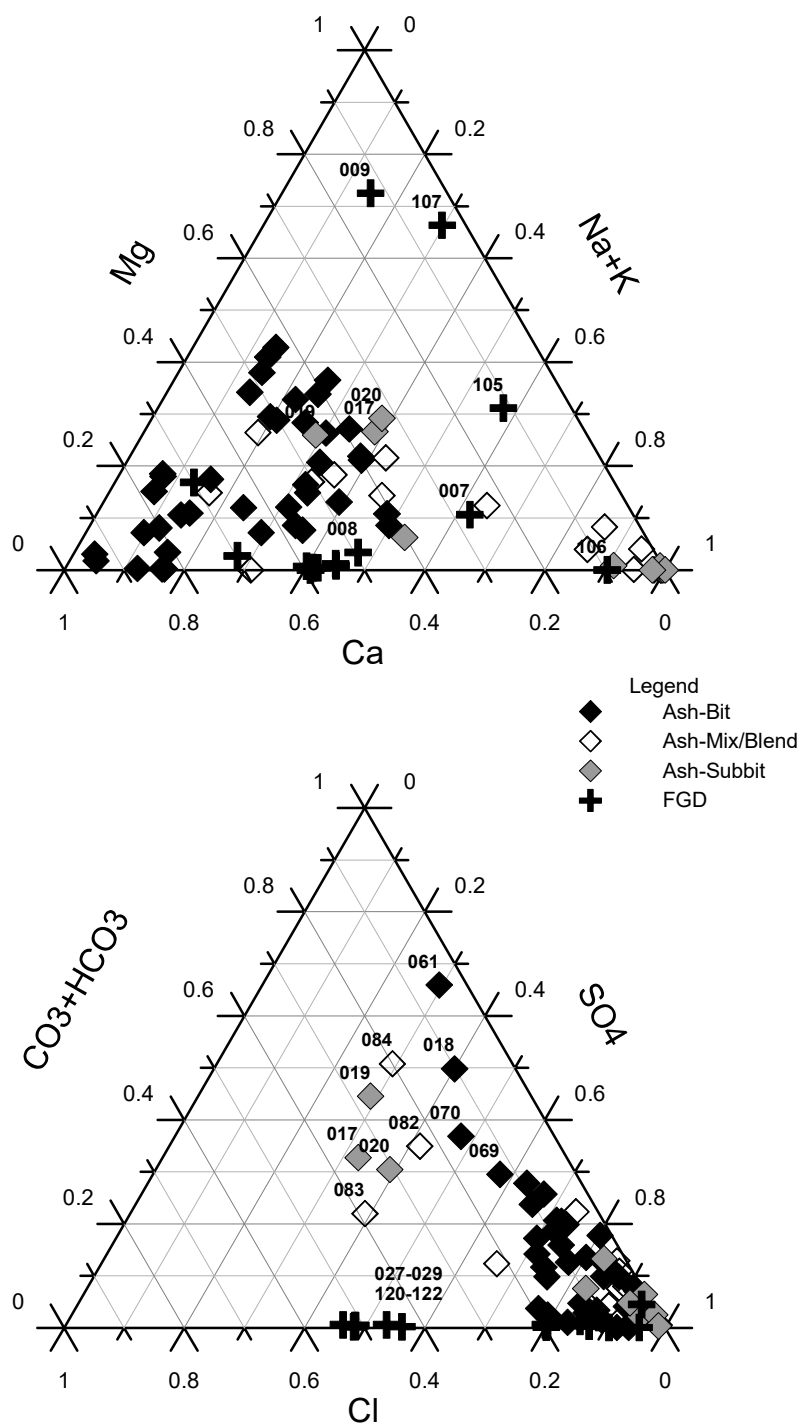 1 0
0.8 0.2
009
107
Mg
Na+K
0.6 0.4
0.4 0.6
105
020
019 017
0.2 0.8
007
008
106
0 1
1 0.8 0.6 0.4 0.2 0
Ca
Legend
Ash-Bit
Ash-Mix/Blend
Ash-Subbit
FGD
1 0
0.8 0.2
CO3+HCO3
SO4
061
0.6 0.4
084 018
019
0.4 0.6
070
082
017
020 069
083
0.2 0.8
027-029
120-122
0 1
1 0.8 0.6 0.4 0.2 0
Cl